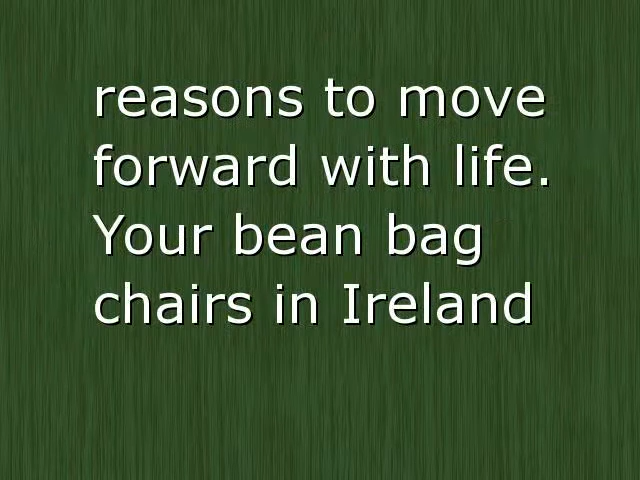 reasons to move
forward with life.
Your bean bag
chairs in Ireland